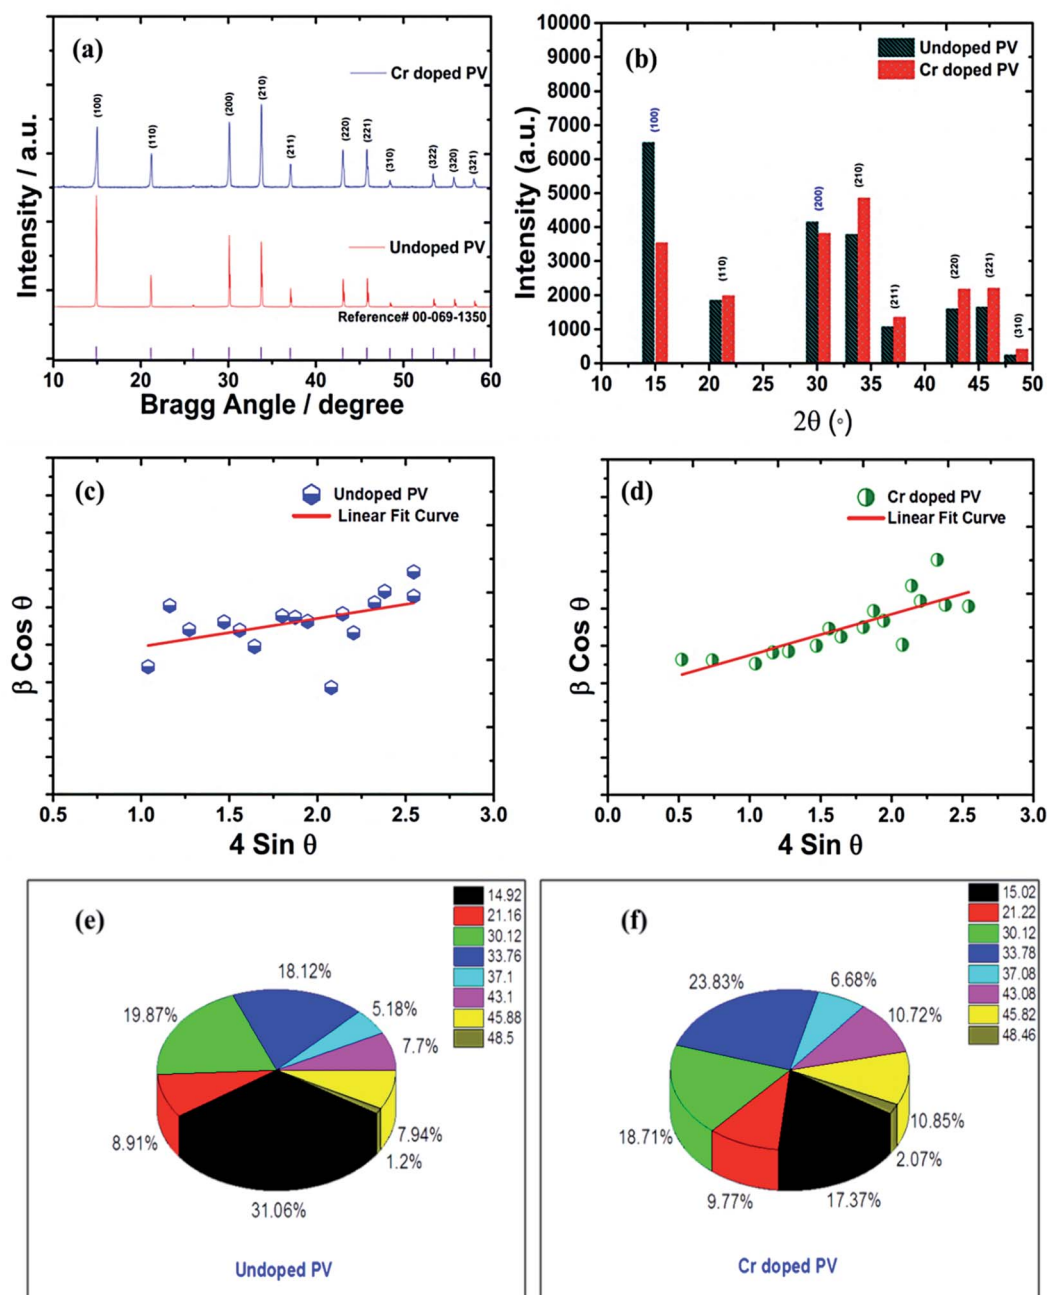 (a)
Cr doped PV
(100)
(110)
(200)
(210)
(211)
(220)
(221)
(310)
(322)
(320)
(321)
Undoped PV
Reference# 00-069-1350
Intensity / a.u.
10 20 30 40 50 60
Bragg Angle / degree
(b)
Undoped PV
Cr doped PV
10000
9000
8000
7000
6000
5000
4000
3000
2000
1000
0
Intensity (a.u.)
(100)
(110)
(200)
(210)
(211)
(220)
(221)
(310)
10 15 20 25 30 35 40 45 50
2θ (°)
(c)
Undoped PV
Linear Fit Curve
β Cos θ
0.5 1.0 1.5 2.0 2.5 3.0
4 Sin θ
(d)
Cr doped PV
Linear Fit Curve
β Cos θ
0.0 0.5 1.0 1.5 2.0 2.5 3.0
4 Sin θ
(e)
14.92
21.16
30.12
33.76
37.1
43.1
45.88
48.5
18.12%
5.18%
19.87%
7.7%
8.91%
7.94%
1.2%
31.06%
Undoped PV
(f)
15.02
21.22
30.12
33.78
37.08
43.08
45.82
48.46
23.83%
6.68%
10.72%
18.71%
10.85%
2.07%
9.77%
17.37%
Cr doped PV